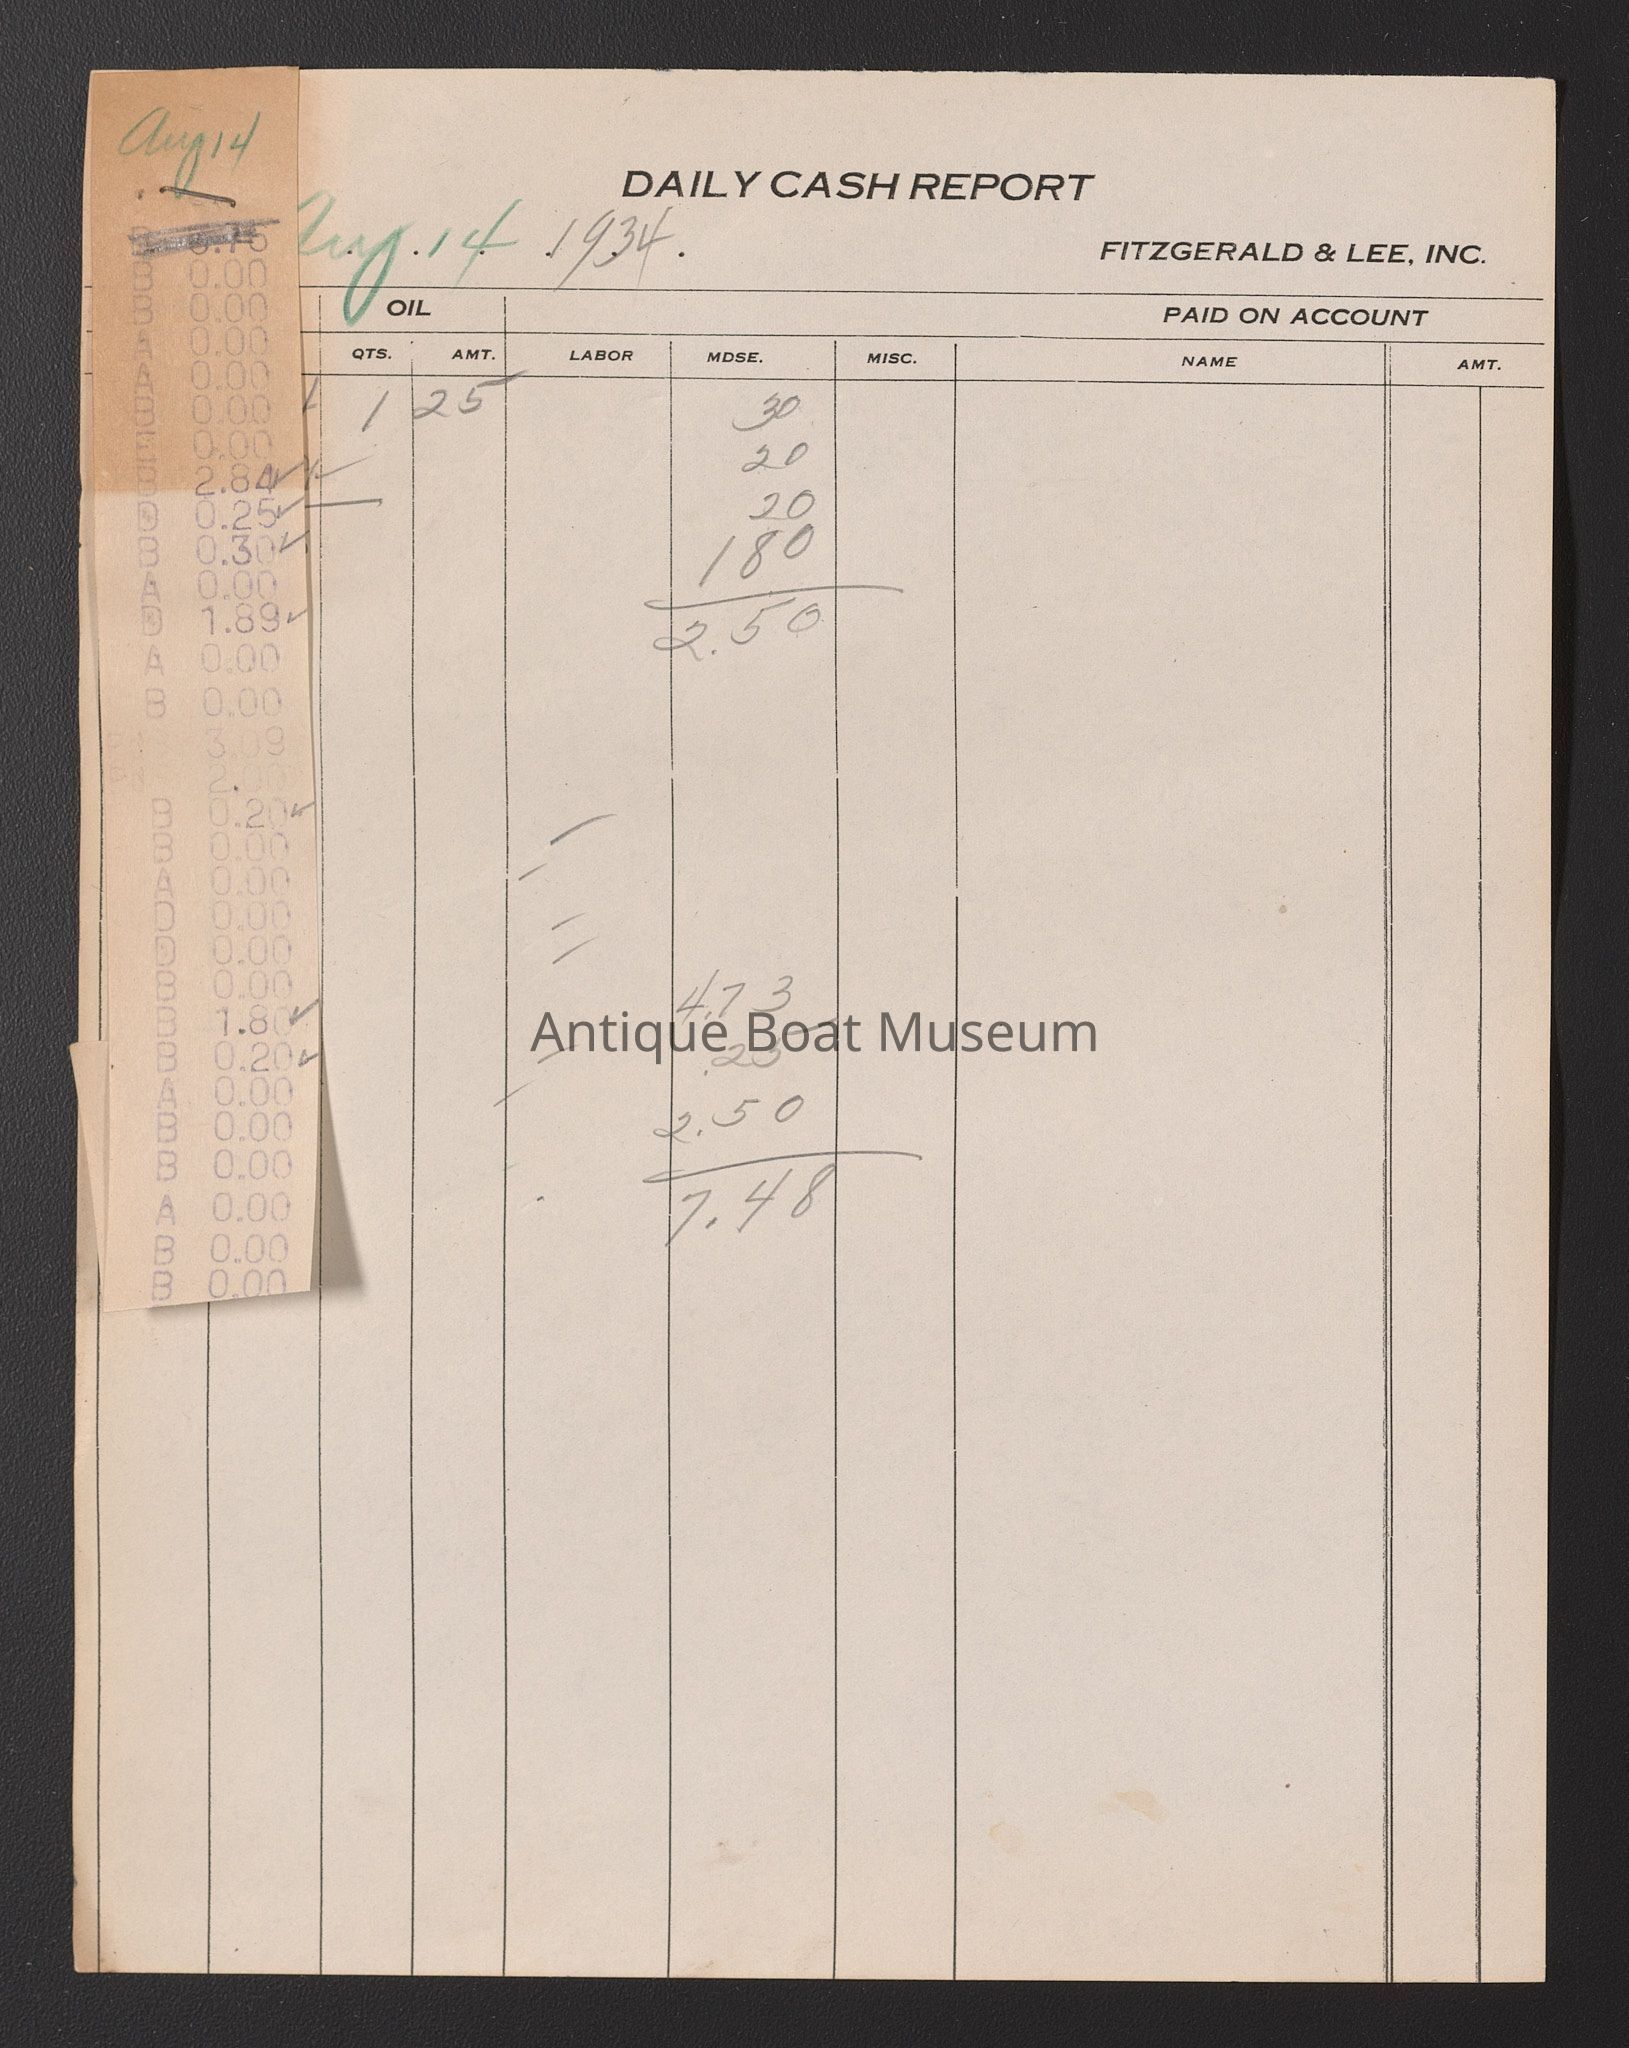 Aug 14
DAILY CASH REPORT
Aug 14 1934.
FITZGERALD & LEE, INC.
OIL
PAID ON ACCOUNT
QTS. AMT. LABOR MDSE. MISC. NAME AMT.
1 25 30
20
20
180
2.50
4.73
.25
2.50
7.48
B 0.00
B 0.00
A 0.00
A 0.00
B 0.00
0.00
B 2.84
D 0.25
B 0.30
A 0.00
D 1.89
A 0.00
B 0.00
3.09
2.00
B 0.20
B 0.00
A 0.00
D 0.00
D 0.00
B 0.00
B 1.80
B 0.20
A 0.00
B 0.00
B 0.00
A 0.00
B 0.00
B 0.00
Antique Boat Museum